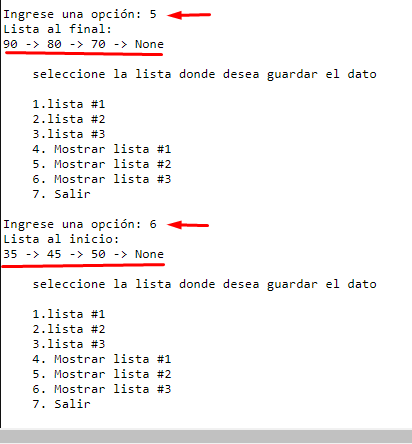 Ingrese una opción: 5
Lista al final:
90 -> 80 -> 70 -> None
seleccione la lista donde desea guardar el dato
1.lista #1
2.lista #2
3.lista #3
4. Mostrar lista #1
5. Mostrar lista #2
6. Mostrar lista #3
7. Salir
Ingrese una opción: 6
Lista al inicio:
35 -> 45 -> 50 -> None
seleccione la lista donde desea guardar el dato
1.lista #1
2.lista #2
3.lista #3
4. Mostrar lista #1
5. Mostrar lista #2
6. Mostrar lista #3
7. Salir